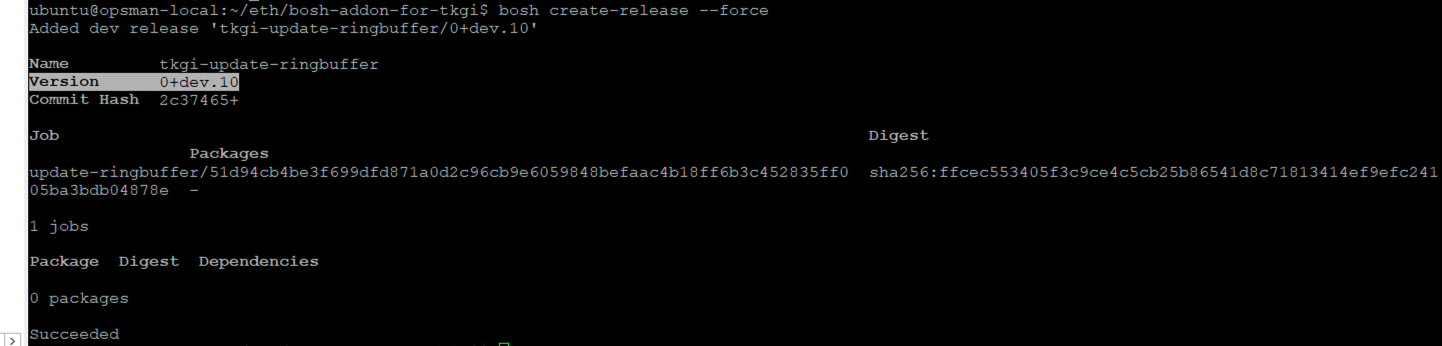 ubuntu@opsman-local:~/eth/bosh-addon-for-tkgi$ bosh create-release --force
Added dev release 'tkgi-update-ringbuffer/0+dev.10'
Name tkgi-update-ringbuffer
Version 0+dev.10
Commit Hash 2c37465+
Job Digest
Packages
update-ringbuffer/51d94cb4be3f699dfd871a0d2c96cb9e6059848befaac4b18ff6b3c452835ff0 sha256:ffcec553405f3c9ce4c5cb25b86541d8c71813414ef9efc241
05ba3bdb04878e -
1 jobs
Package Digest Dependencies
0 packages
Succeeded